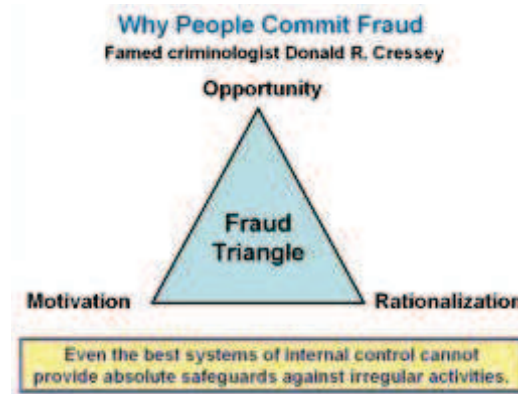 Why People Commit Fraud
Famed criminologist Donald R. Cressey
Opportunity
Fraud
Triangle
Motivation
Rationalization
Even the best systems of internal control cannot
provide absolute safeguards against irregular activities.